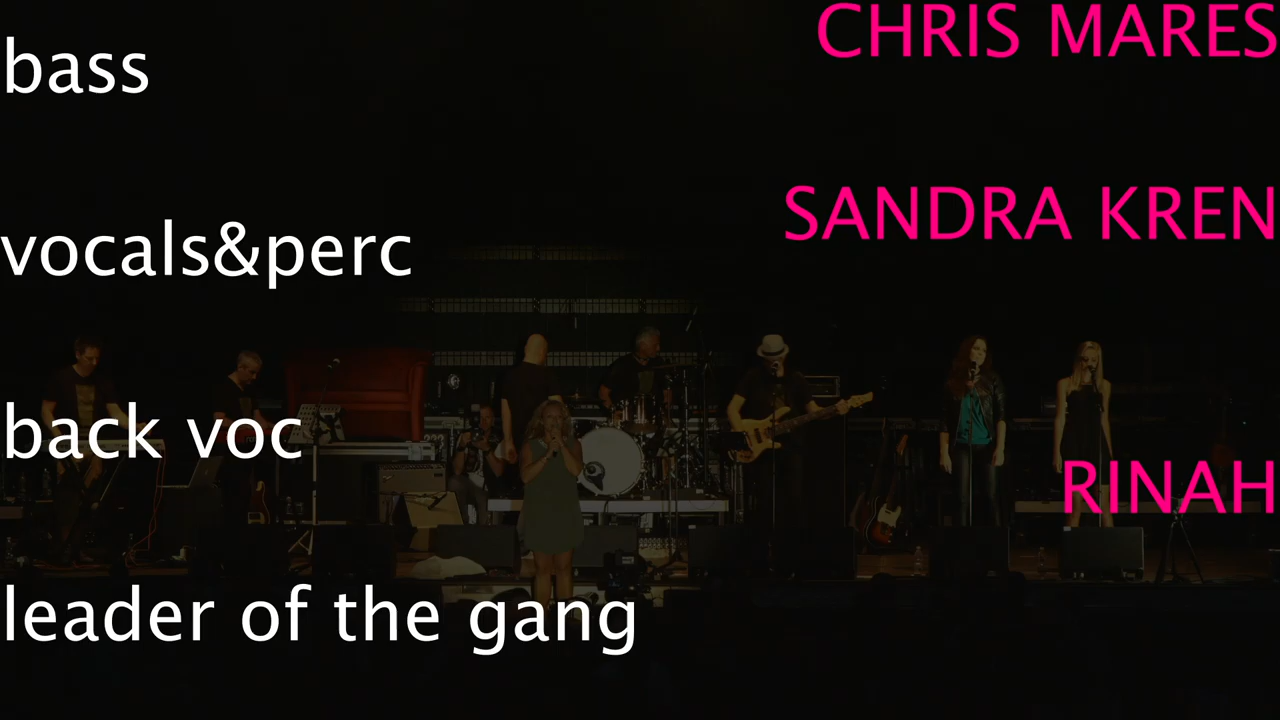 CHRIS MARES
bass
SANDRA KREN
vocals&perc
back voc
RINAH
leader of the gang